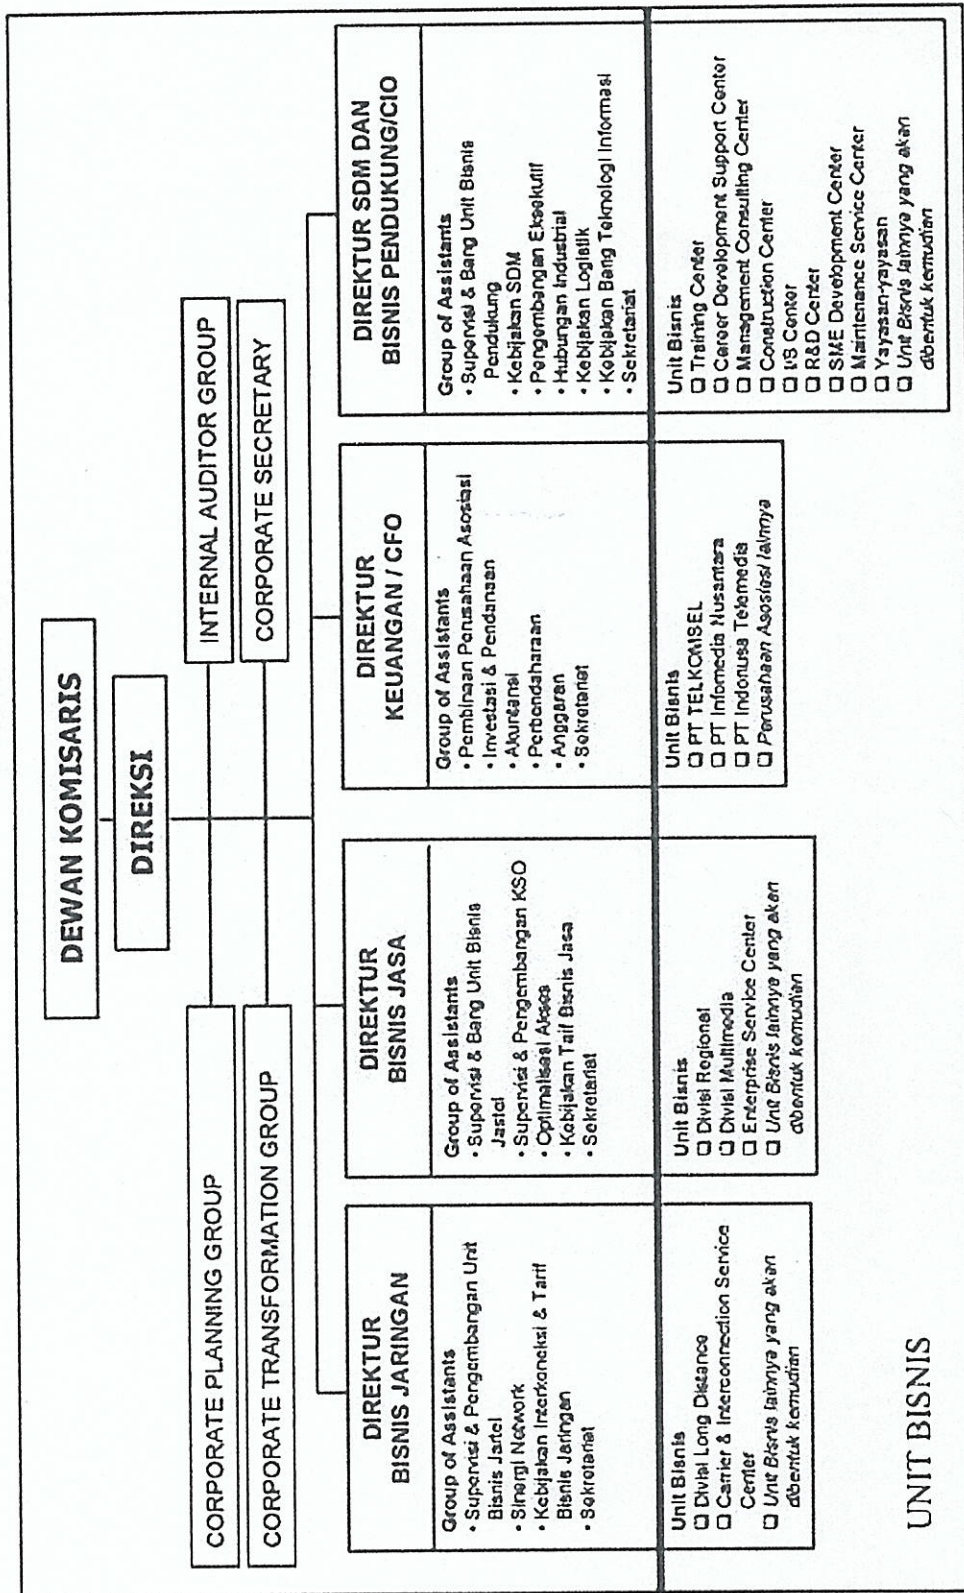 DEWAN KOMISARIS
DIREKSI
CORPORATE PLANNING GROUP
INTERNAL AUDITOR GROUP
CORPORATE TRANSFORMATION GROUP
CORPORATE SECRETARY
DIREKTUR
BISNIS JARINGAN
Group of Assistants
• Supervisi & Pengembangan Unit
Bisnis Jartel
• Sinergi Network
• Kebijakan Interkoneksi & Tarif
Bisnis Jaringan
• Sekretariat
Unit Bisnis
❑ Divisi Long Distance
❑ Carrier & Interconnection Service
Center
❑ Unit Bisnis lainnya yang akan
dibentuk kemudian
DIREKTUR
BISNIS JASA
Group of Assistants
• Supervisi & Bang Unit Bisnis
Jastel
• Supervisi & Pengembangan KSO
• Optimalisasi Akses
• Kebijakan Taif Bisnis Jasa
• Sekretariat
Unit Bisnis
❑ Divisi Regional
❑ Divisi Multimedia
❑ Enterprise Service Center
❑ Unit Bisnis lainnya yang akan
dibentuk kemudian
DIREKTUR
KEUANGAN / CFO
Group of Assistants
• Pembinaan Perusahaan Asosiasi
• Investasi & Pendanaan
• Akuntansi
• Perbendaharaan
• Anggaran
• Sekretariat
Unit Bisnis
❑ PT TELKOMSEL
❑ PT Infomedia Nusantara
❑ PT Indonusa Telemedia
❑ Perusahaan Asosiasi lainnya
DIREKTUR SDM DAN
BISNIS PENDUKUNG/CIO
Group of Assistants
• Supervisi & Bang Unit Bisnis
Pendukung
• Kebijakan SDM
• Pengembangan Eksekutif
• Hubungan Industrial
• Kebijakan Logistik
• Kebijakan Bang Teknologi Informasi
• Sekretariat
Unit Bisnis
❑ Training Center
❑ Career Development Support Center
❑ Management Consulting Center
❑ Construction Center
❑ I/S Center
❑ R&D Center
❑ SME Development Center
❑ Maintenance Service Center
❑ Yayasan-yayasan
❑ Unit Bisnis lainnya yang akan
dibentuk kemudian
UNIT BISNIS